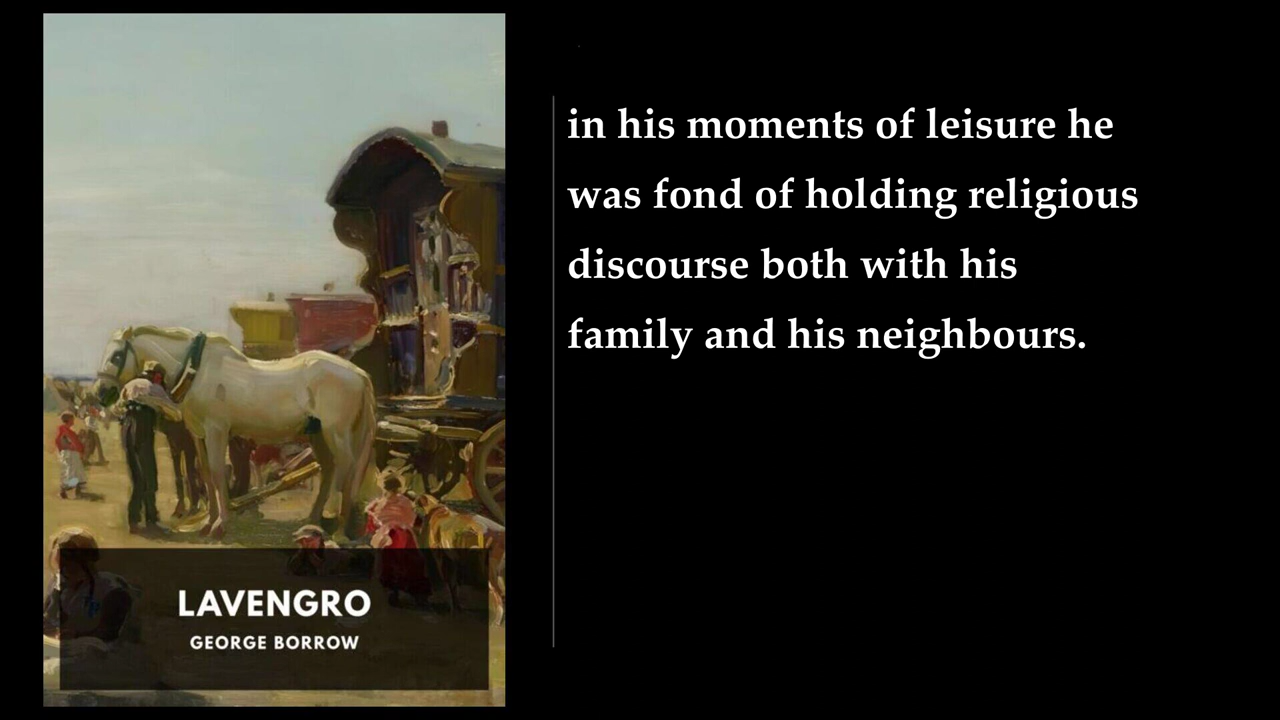 in his moments of leisure he
was fond of holding religious
discourse both with his
family and his neighbours.
LAVENGRO
GEORGE BORROW